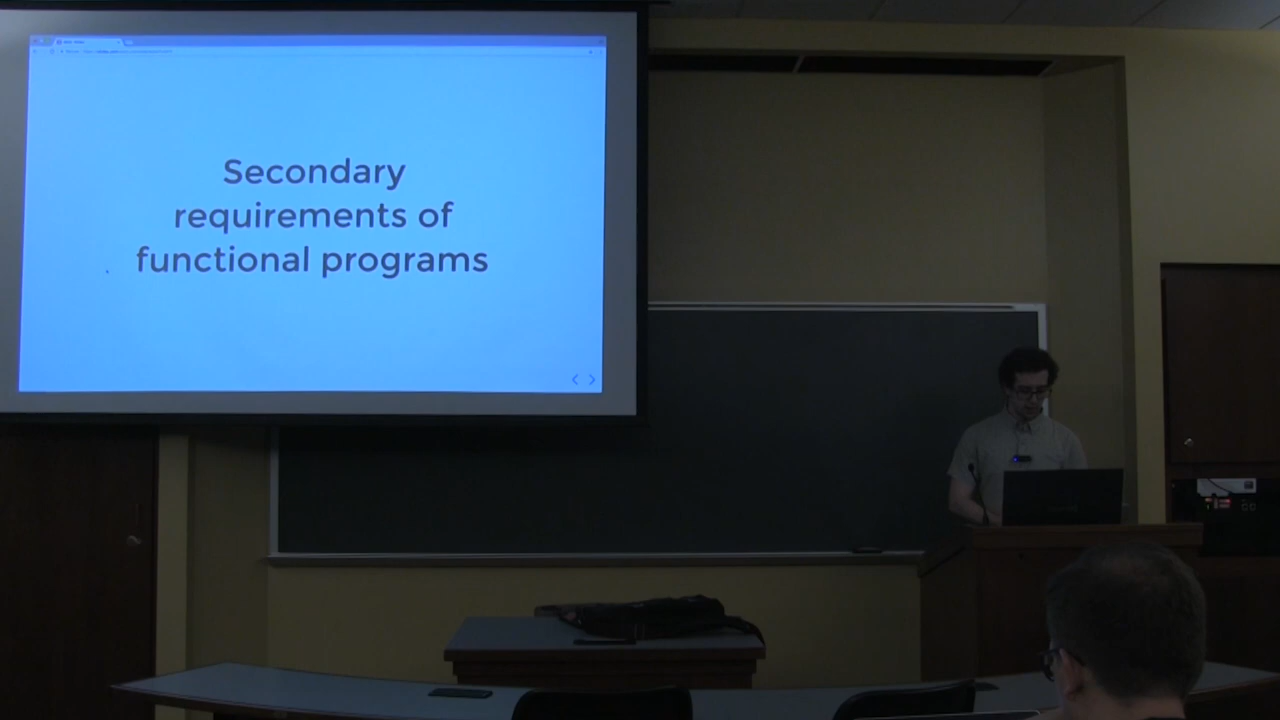 Secondary
requirements of
functional programs